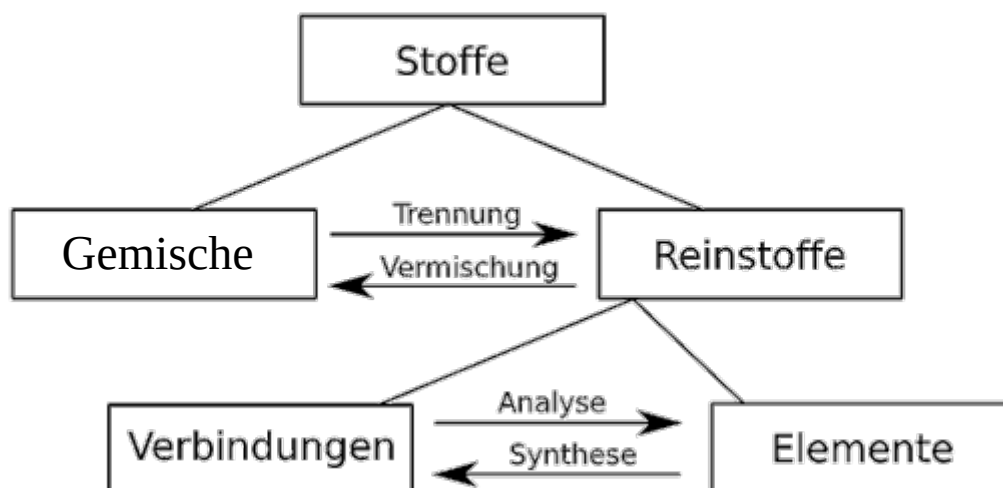 Stoffe
Trennung
Gemische
Reinstoffe
Vermischung
Analyse
Verbindungen
Elemente
Synthese